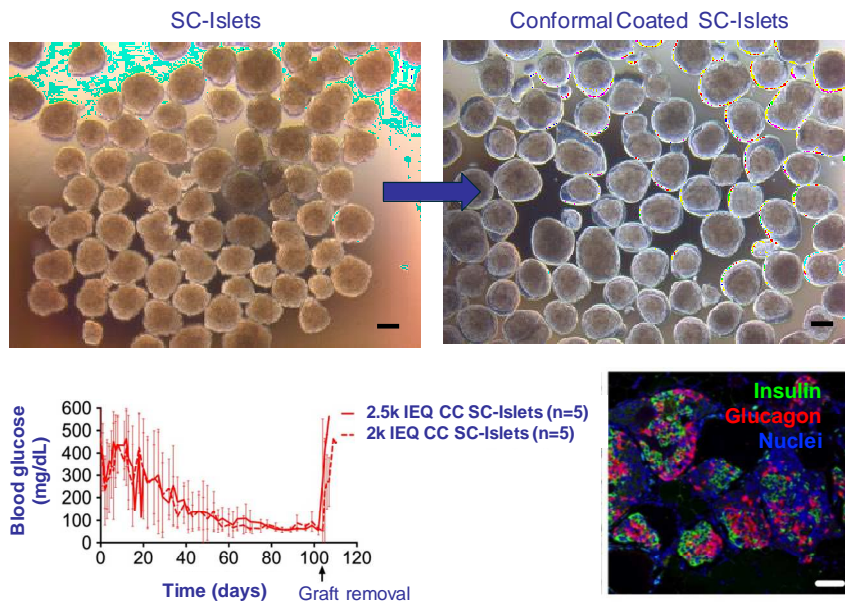 SC-Islets
Conformal Coated SC-Islets
600
500
400
300
200
100
0
Blood glucose
(mg/dL)
2.5k IEQ CC SC-Islets (n=5)
2k IEQ CC SC-Islets (n=5)
0 20 40 60 80 100 120
Time (days)
Graft removal
Insulin
Glucagon
Nuclei